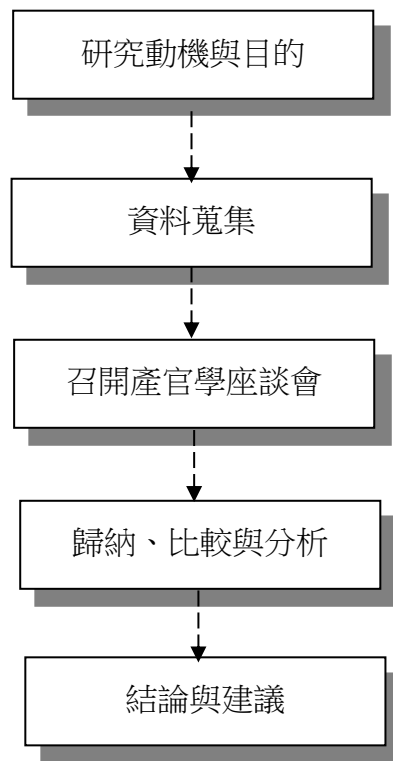 研究動機與目的
資料蒐集
召開產官學座談會
歸納、比較與分析
結論與建議